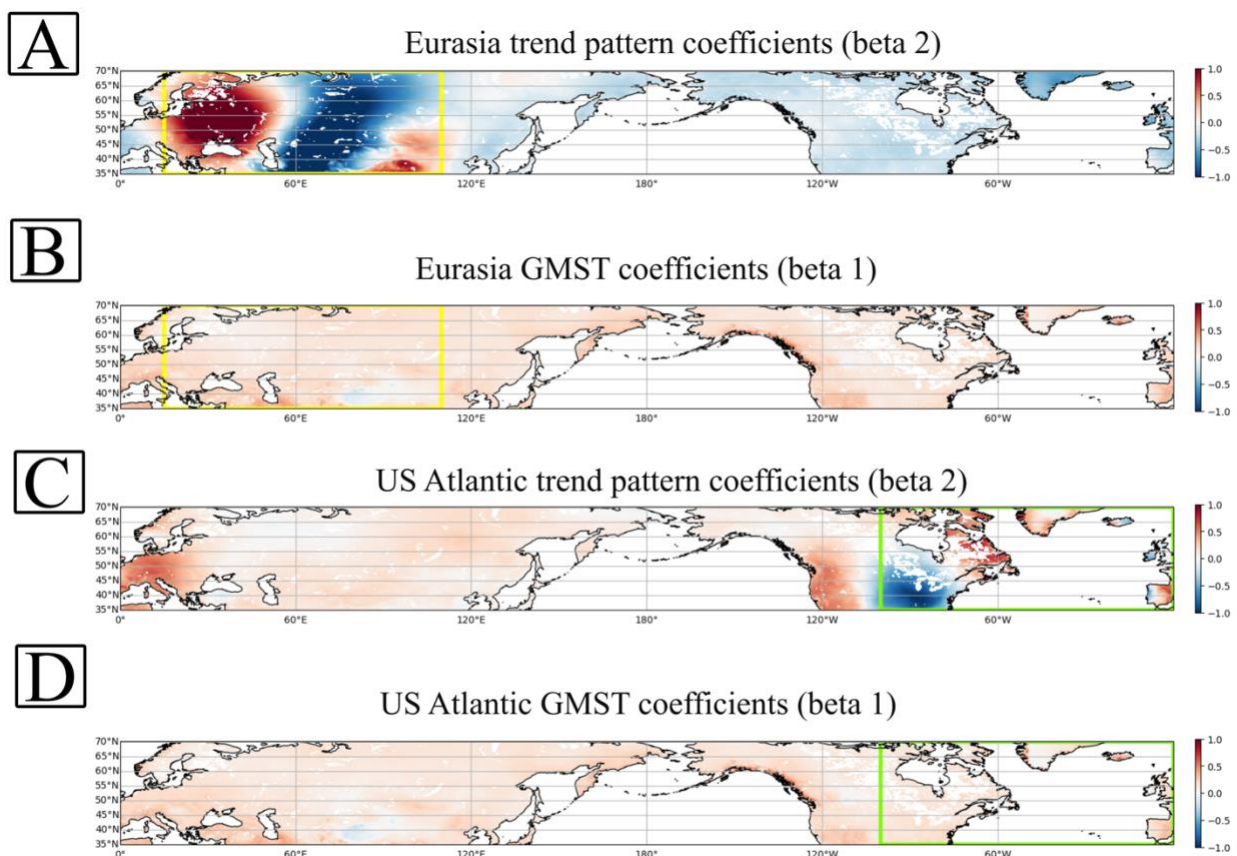 A
Eurasia trend pattern coefficients (beta 2)
70°N
65°N
60°N
55°N
50°N
45°N
40°N
35°N
0° 60°E 120°E 180° 120°W 60°W
1.0
0.5
0.0
−0.5
−1.0
B
Eurasia GMST coefficients (beta 1)
70°N
65°N
60°N
55°N
50°N
45°N
40°N
35°N
0° 60°E 120°E 180° 120°W 60°W
1.0
0.5
0.0
−0.5
−1.0
C
US Atlantic trend pattern coefficients (beta 2)
70°N
65°N
60°N
55°N
50°N
45°N
40°N
35°N
0° 60°E 120°E 180° 120°W 60°W
1.0
0.5
0.0
−0.5
−1.0
D
US Atlantic GMST coefficients (beta 1)
70°N
65°N
60°N
55°N
50°N
45°N
40°N
35°N
0° 60°E 120°E 180° 120°W 60°W
1.0
0.5
0.0
−0.5
−1.0